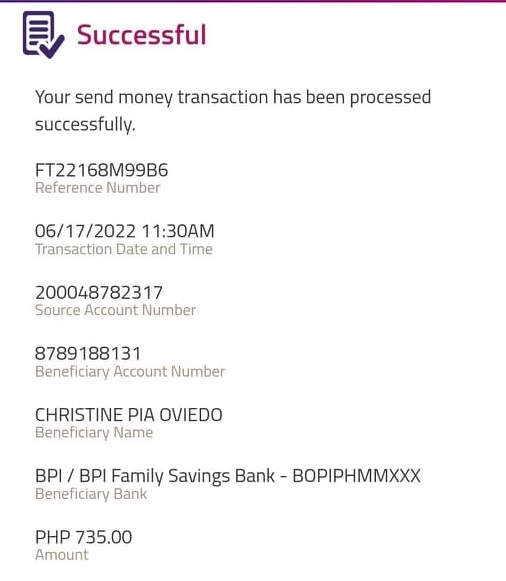 Successful
Your send money transaction has been processed
successfully.
FT22168M99B6
Reference Number
06/17/2022 11:30AM
Transaction Date and Time
200048782317
Source Account Number
8789188131
Beneficiary Account Number
CHRISTINE PIA OVIEDO
Beneficiary Name
BPI / BPI Family Savings Bank - BOPIPHMMXXX
Beneficiary Bank
PHP 735.00
Amount